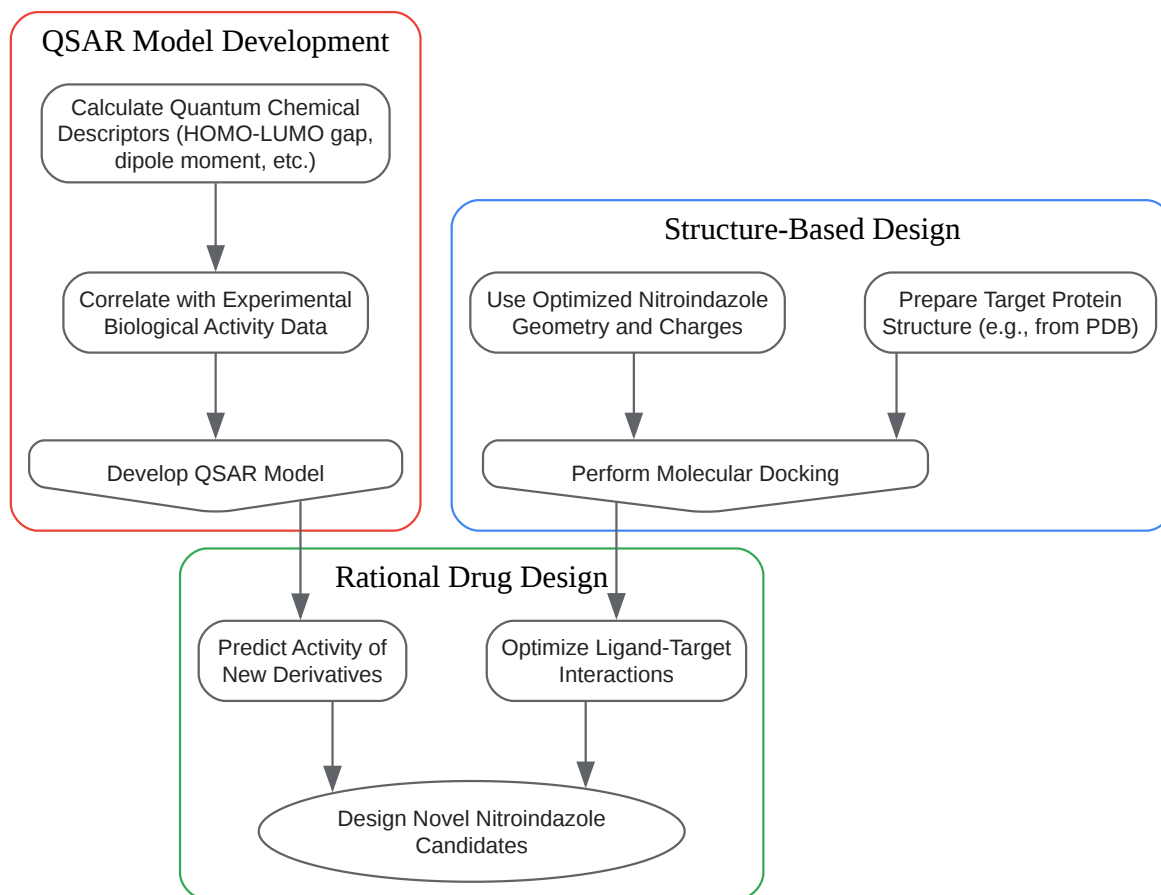 QSAR Model Development
Calculate Quantum Chemical
Descriptors (HOMO-LUMO gap,
dipole moment, etc.)
Correlate with Experimental
Biological Activity Data
Develop QSAR Model
Structure-Based Design
Use Optimized Nitroindazole
Geometry and Charges
Prepare Target Protein
Structure (e.g., from PDB)
Perform Molecular Docking
Rational Drug Design
Predict Activity of
New Derivatives
Optimize Ligand-Target
Interactions
Design Novel Nitroindazole
Candidates